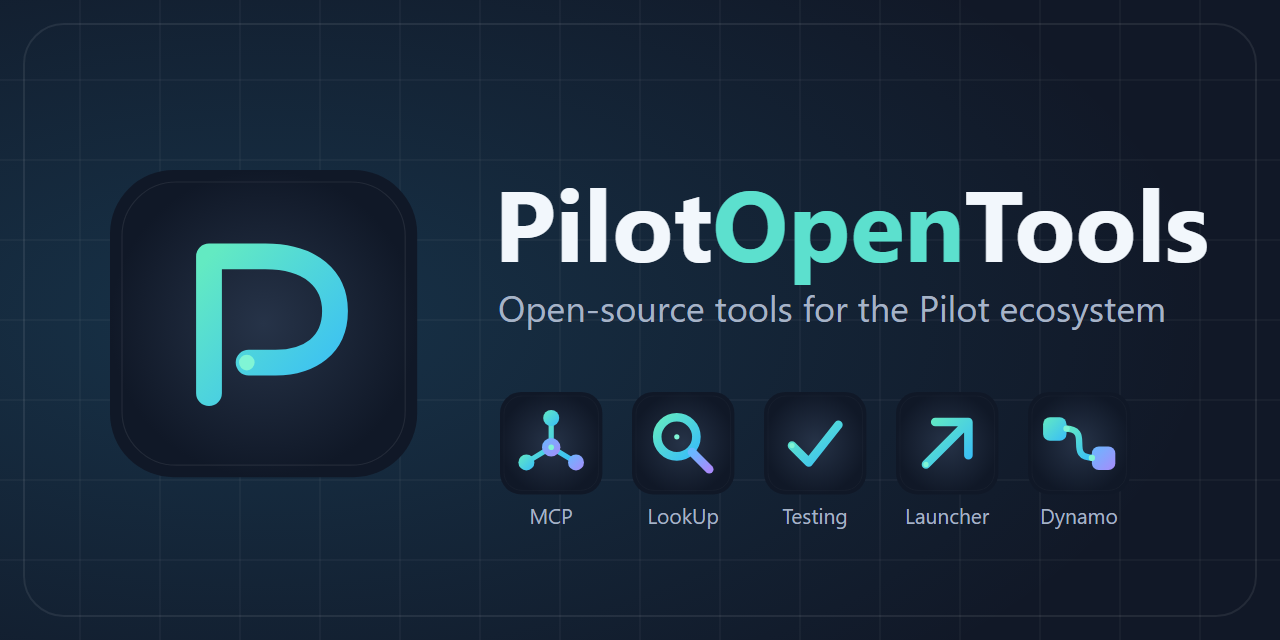 P
PilotOpenTools
Open-source tools for the Pilot ecosystem
MCP
LookUp
Testing
Launcher
Dynamo